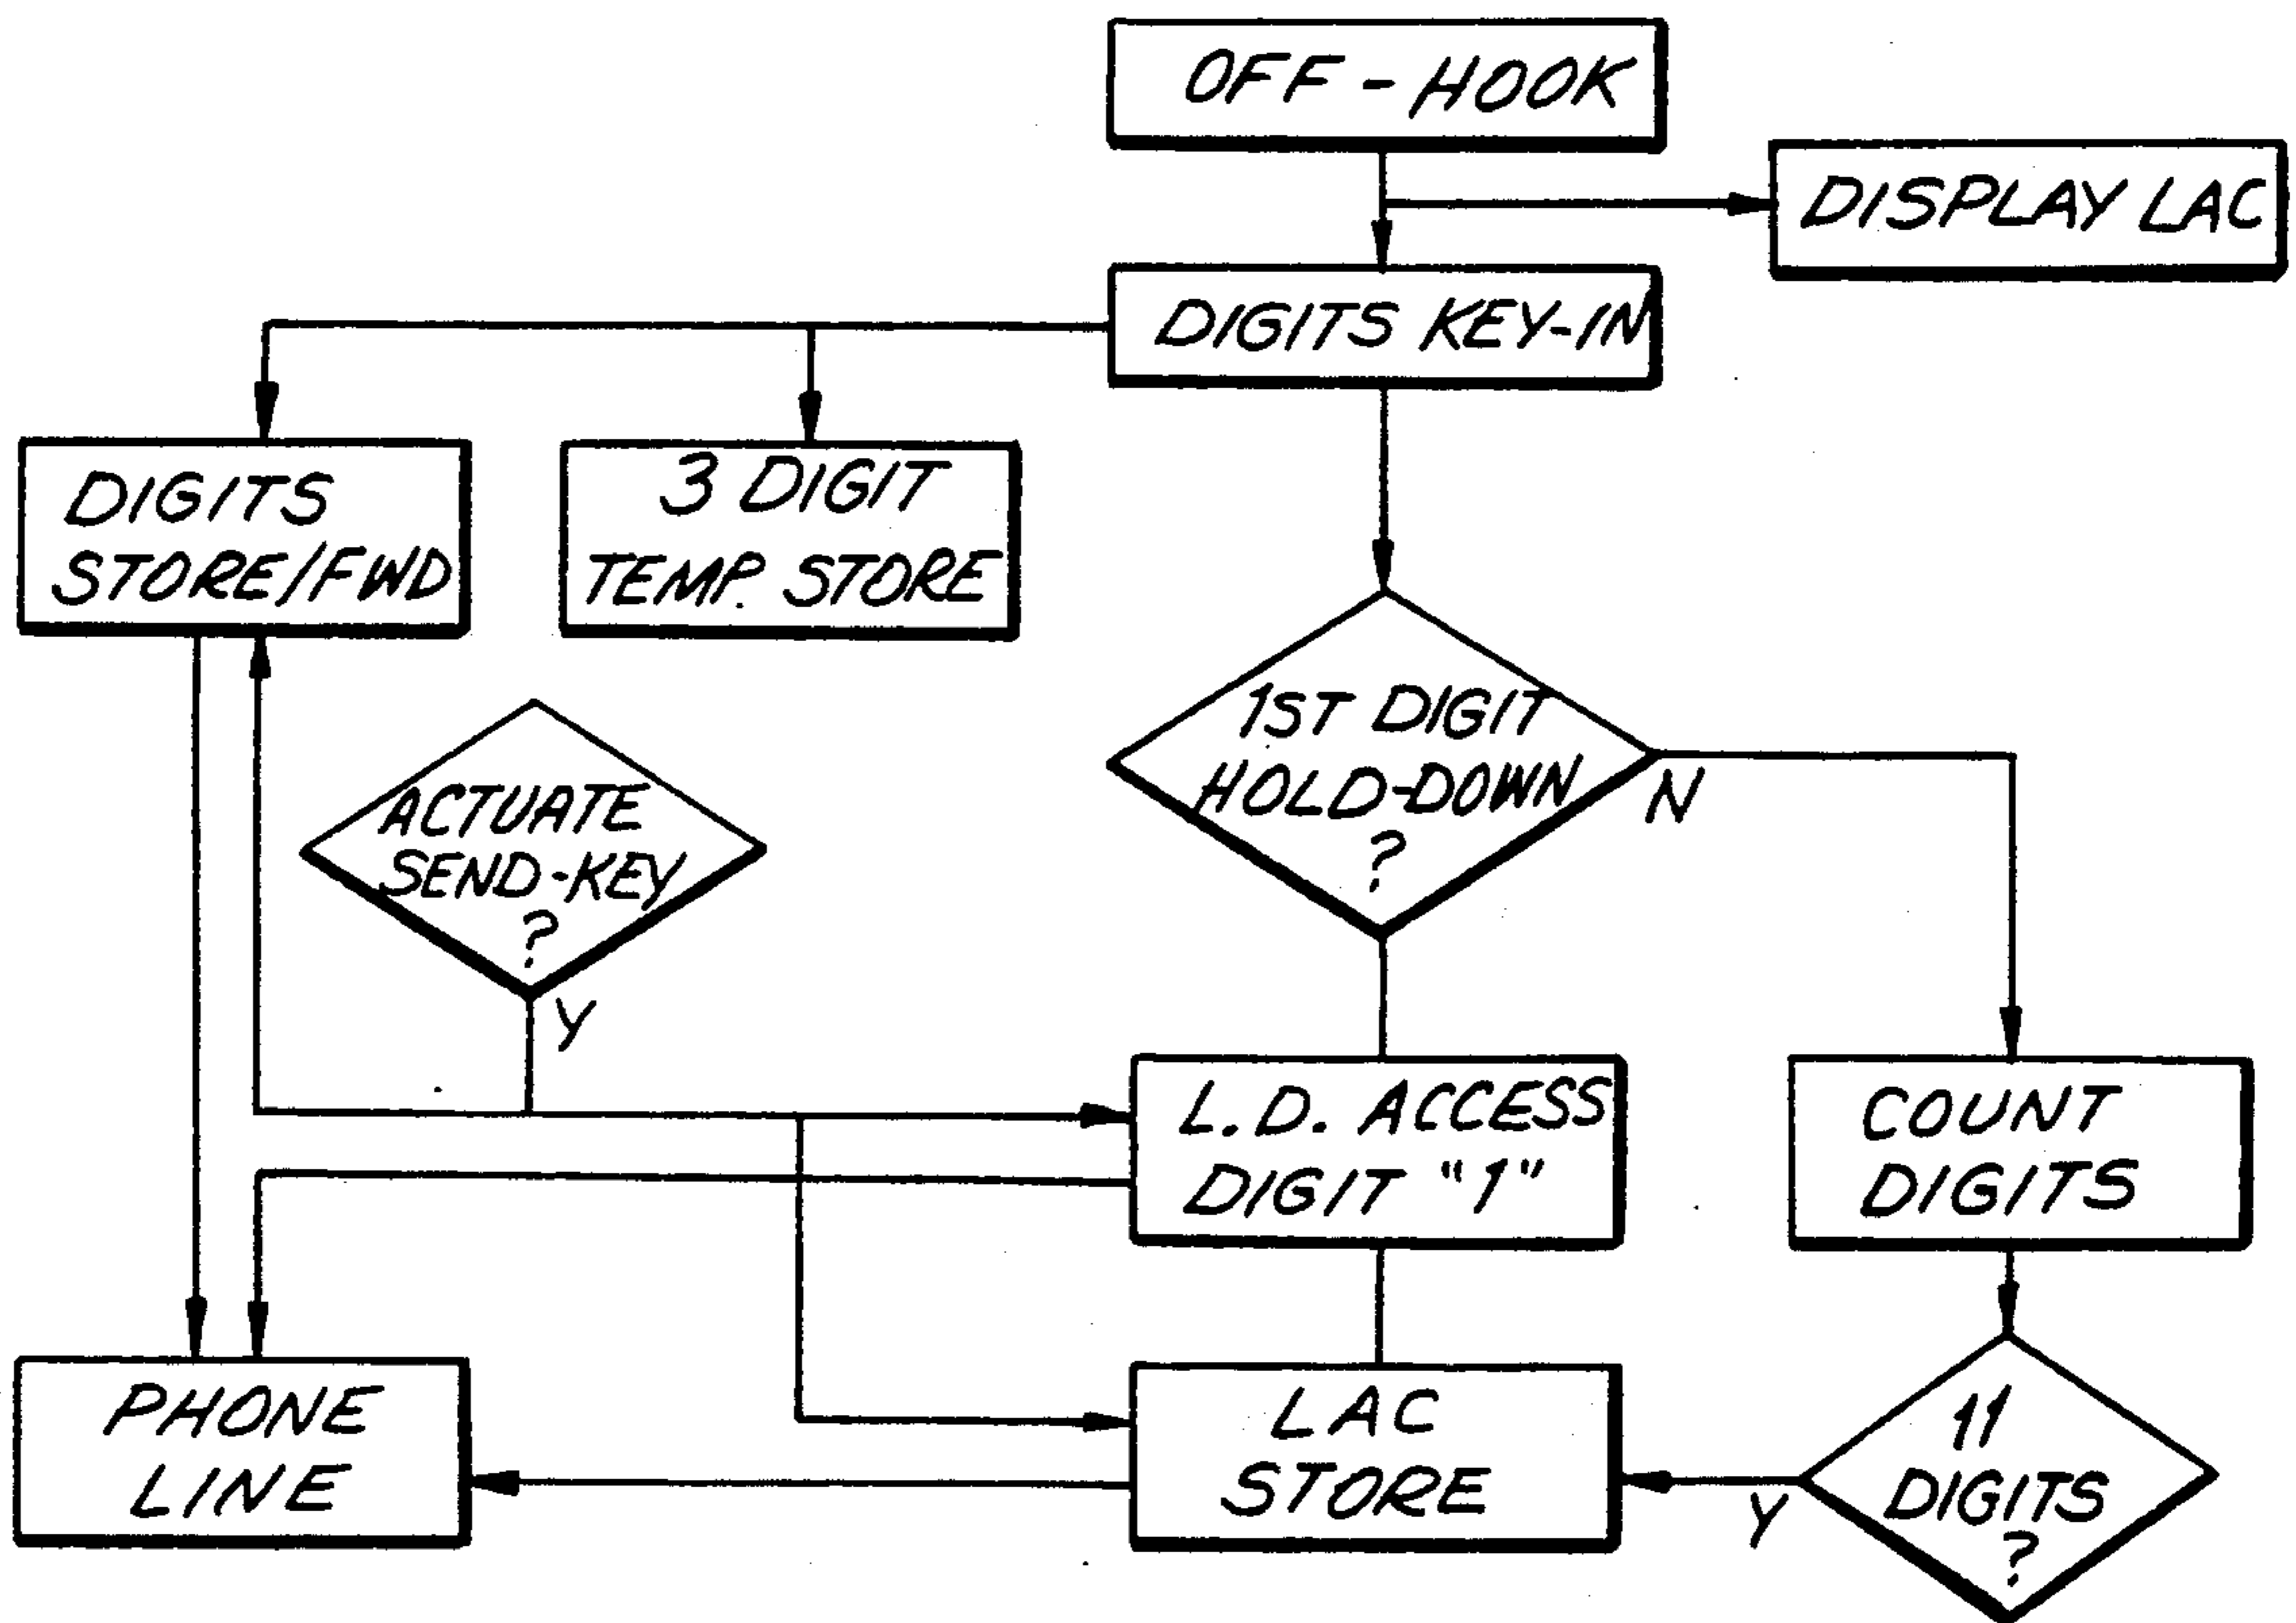 OFF-HOOK
DISPLAY LAC
DIGITS KEY-IN
DIGITS
STORE/FWD
3 DIGIT
TEMP. STORE
1ST DIGIT
HOLD-DOWN
?
N
ACTUATE
SEND-KEY
?
Y
L.D. ACCESS
DIGIT "1"
COUNT
DIGITS
PHONE
LINE
LAC
STORE
11
DIGITS
?
Y